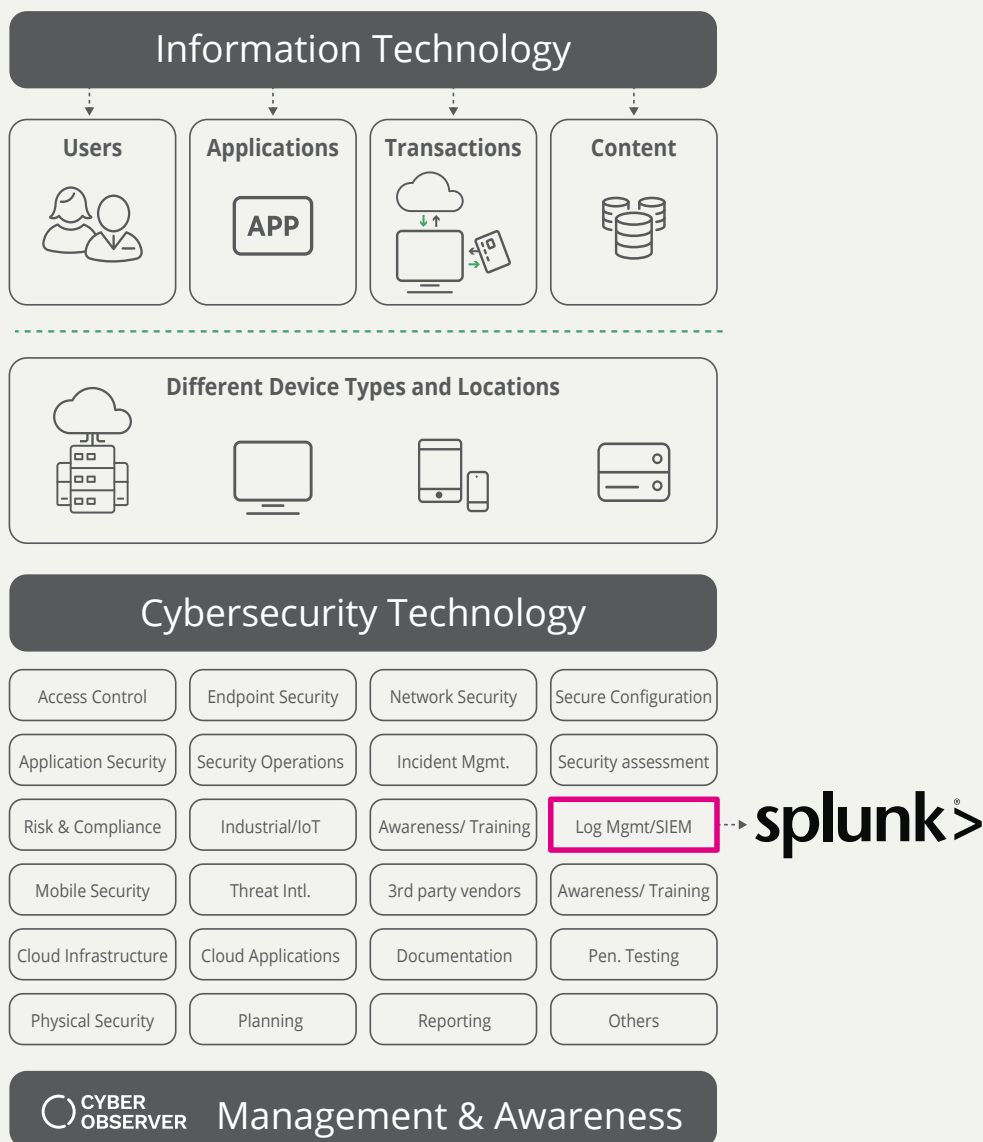 Information Technology
Users
Applications
Transactions
Content
APP
Different Device Types and Locations
Cybersecurity Technology
Access Control
Endpoint Security
Network Security
Secure Configuration
Application Security
Security Operations
Incident Mgmt.
Security assessment
Risk & Compliance
Industrial/IoT
Awareness/ Training
Log Mgmt/SIEM
splunk>®
Mobile Security
Threat Intl.
3rd party vendors
Awareness/ Training
Cloud Infrastructure
Cloud Applications
Documentation
Pen. Testing
Physical Security
Planning
Reporting
Others
CYBER
OBSERVER
Management & Awareness